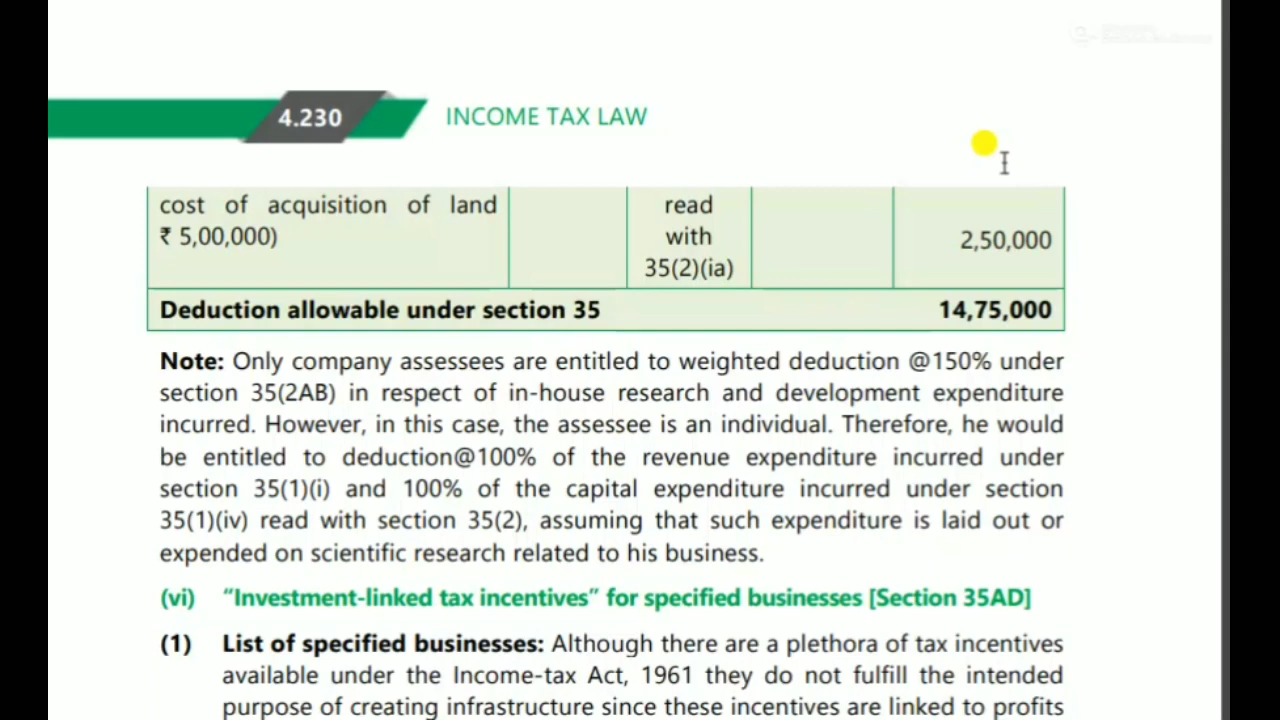 4.230 INCOME TAX LAW
cost of acquisition of land read
₹ 5,00,000) with 2,50,000
35(2)(ia)
Deduction allowable under section 35 14,75,000
Note: Only company assessees are entitled to weighted deduction @150% under
section 35(2AB) in respect of in-house research and development expenditure
incurred. However, in this case, the assessee is an individual. Therefore, he would
be entitled to deduction@100% of the revenue expenditure incurred under
section 35(1)(i) and 100% of the capital expenditure incurred under section
35(1)(iv) read with section 35(2), assuming that such expenditure is laid out or
expended on scientific research related to his business.
(vi) “Investment-linked tax incentives” for specified businesses [Section 35AD]
(1) List of specified businesses: Although there are a plethora of tax incentives
available under the Income-tax Act, 1961 they do not fulfill the intended
purpose of creating infrastructure since these incentives are linked to profits